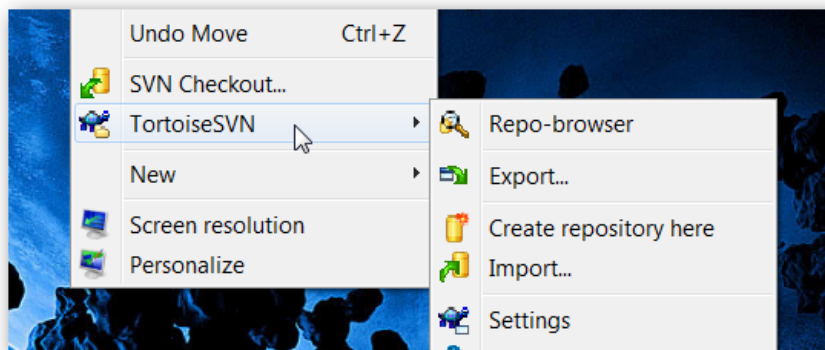 Undo Move Ctrl+Z
SVN Checkout...
TortoiseSVN
New
Screen resolution
Personalize
Repo-browser
Export...
Create repository here
Import...
Settings